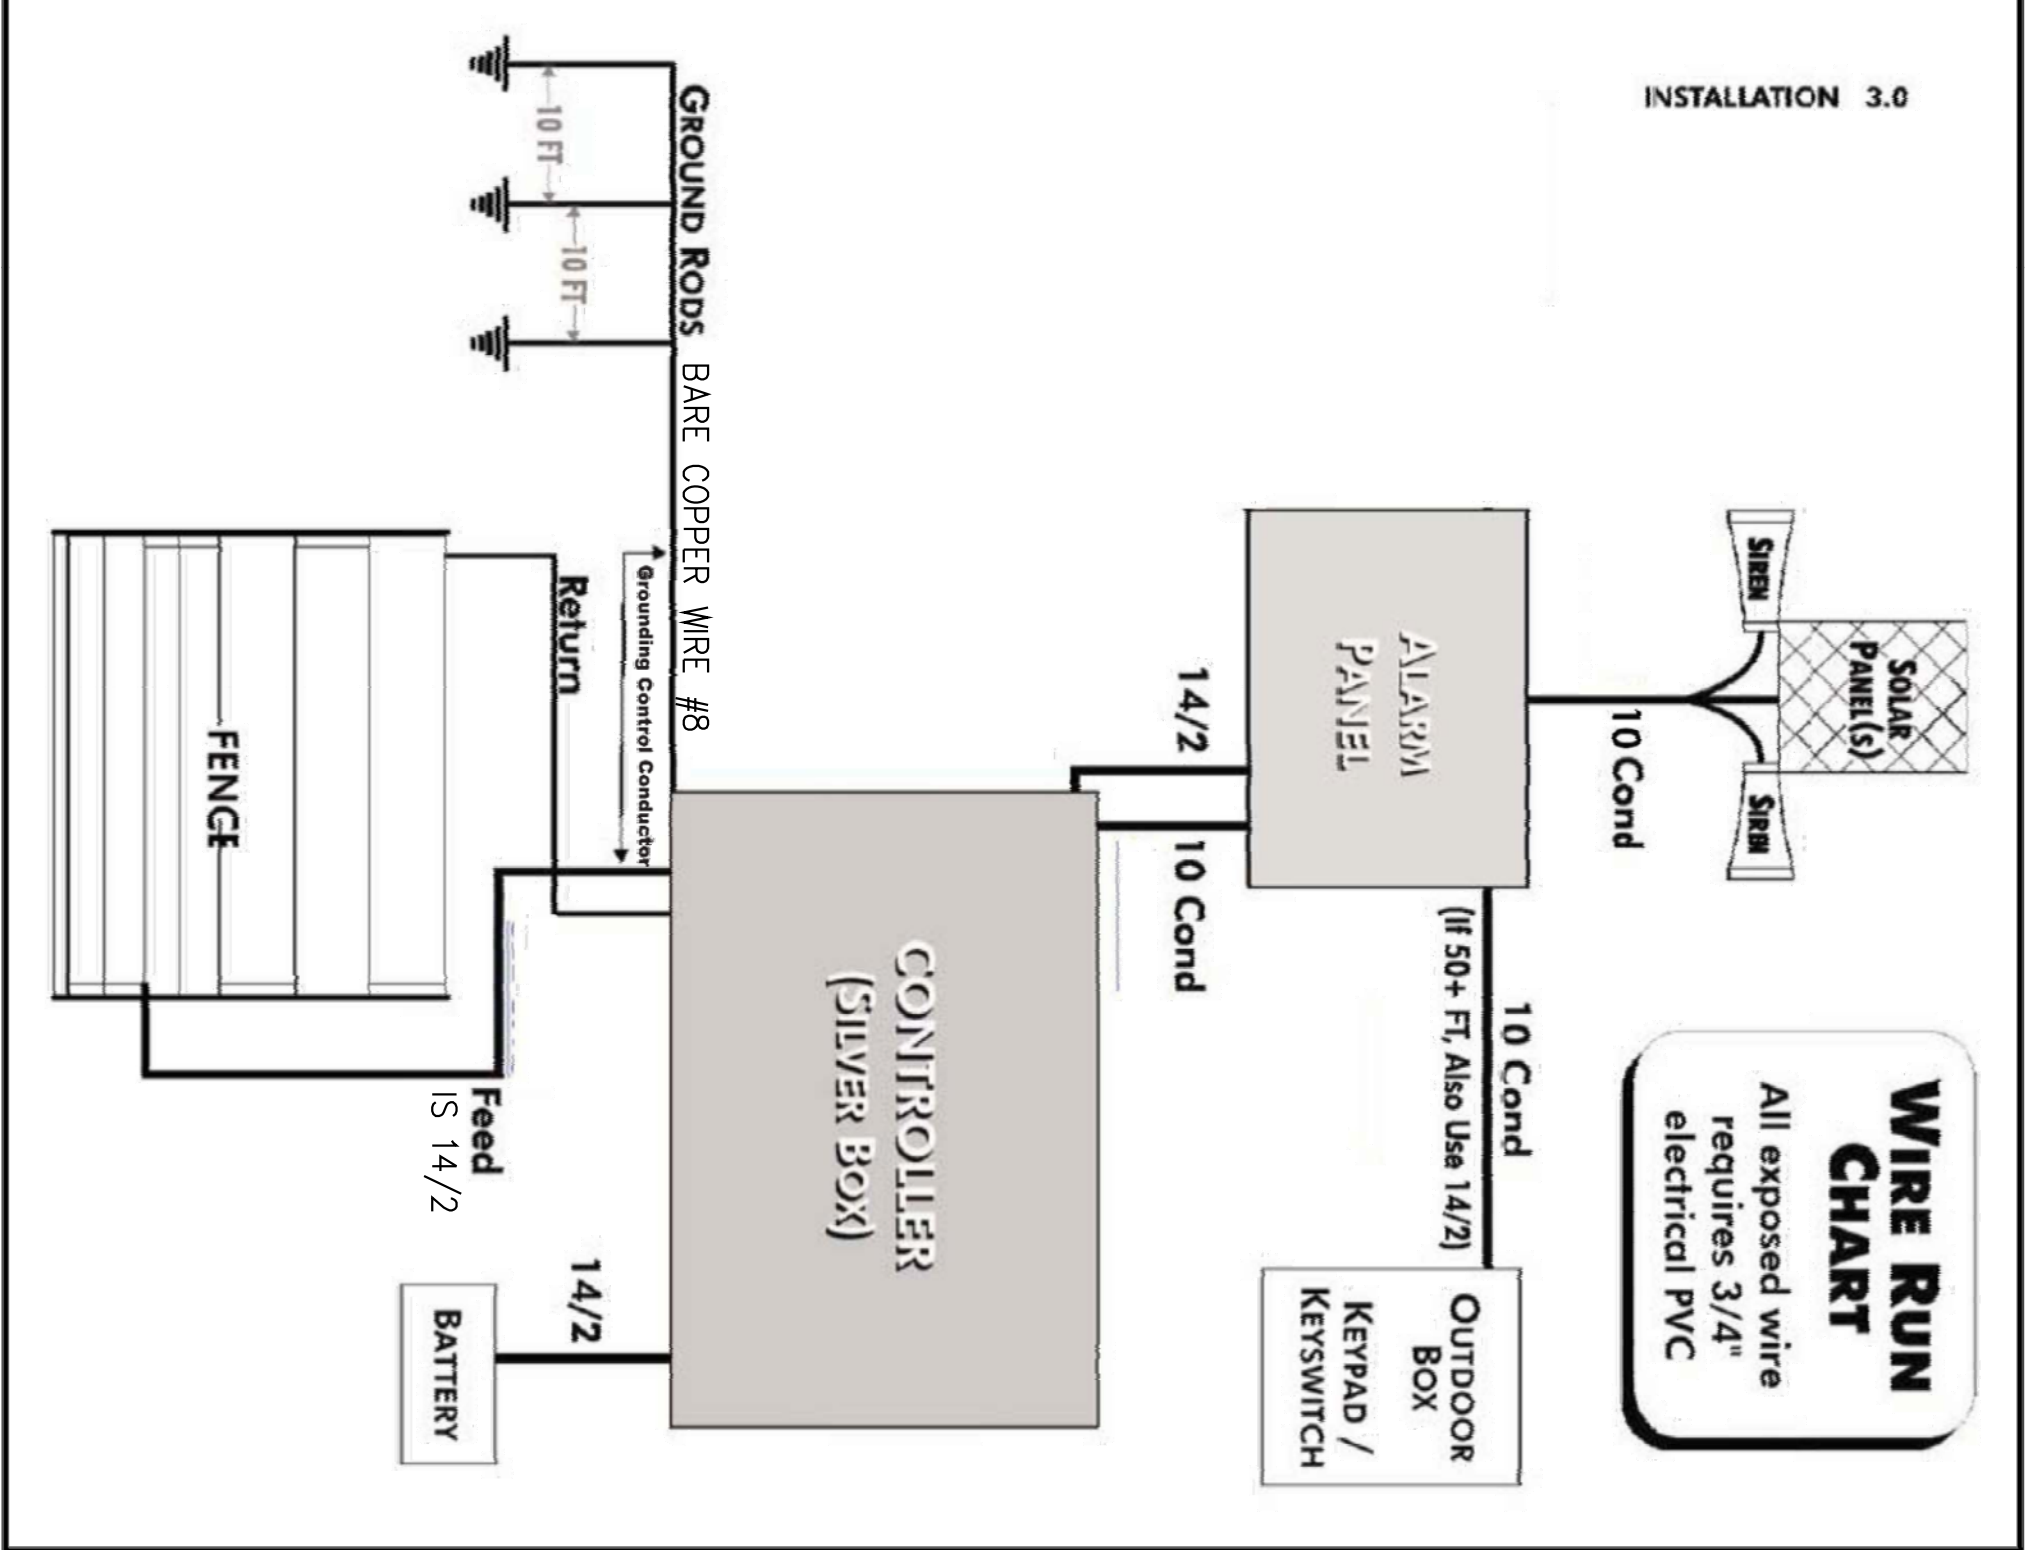 INSTALLATION 3.0
WIRE RUN
CHART
All exposed wire
requires 3/4"
electrical PVC
SOLAR
PANEL(S)
SIREN
SIREN
10 Cond
ALARM
PANEL
10 Cond
(If 50+ FT, Also Use 14/2)
OUTDOOR
BOX
KEYPAD /
KEYSWITCH
14/2
10 Cond
CONTROLLER
(SILVER BOX)
GROUND RODS
BARE COPPER WIRE #8
10 FT
10 FT
Grounding Control Conductor
Return
FENCE
Feed
IS 14/2
14/2
BATTERY